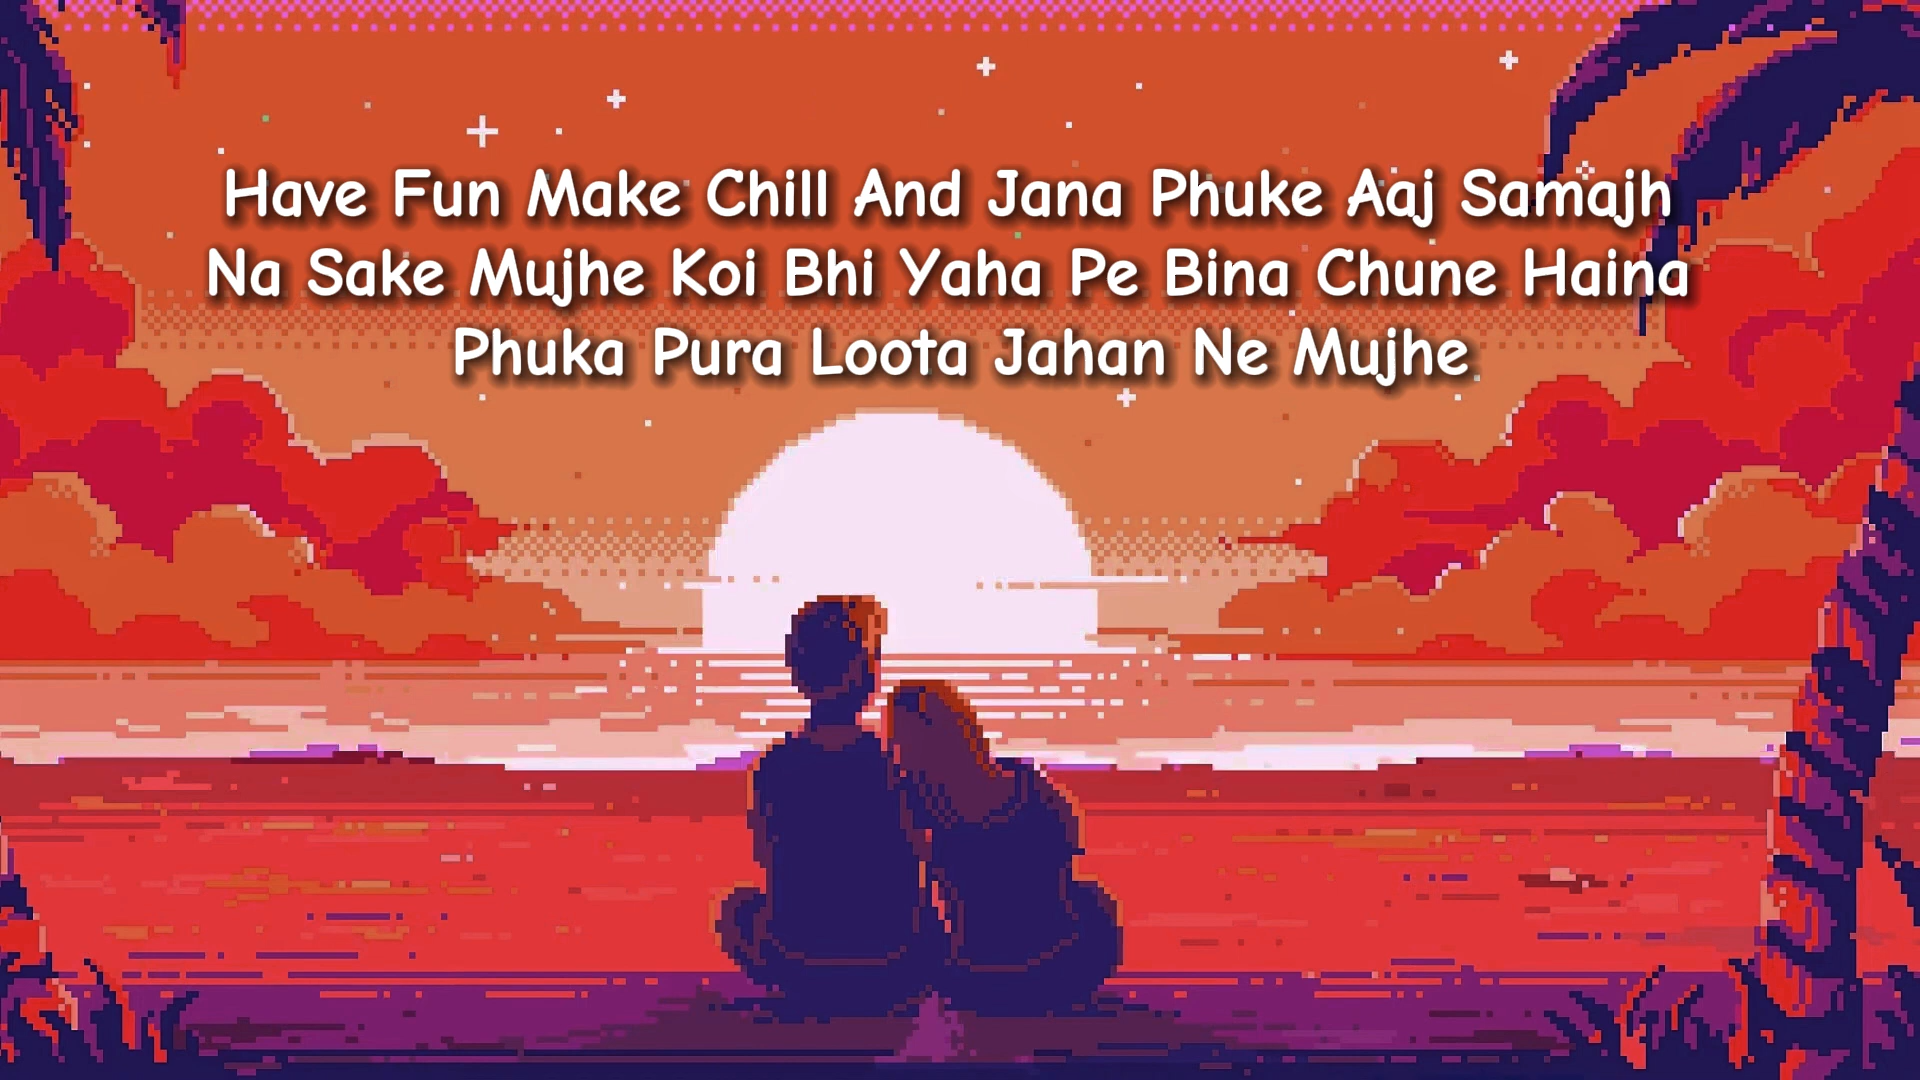 Have Fun Make Chill And Jana Phuke Aaj Samajh
Na Sake Mujhe Koi Bhi Yaha Pe Bina Chune Haina
Phuka Pura Loota Jahan Ne Mujhe